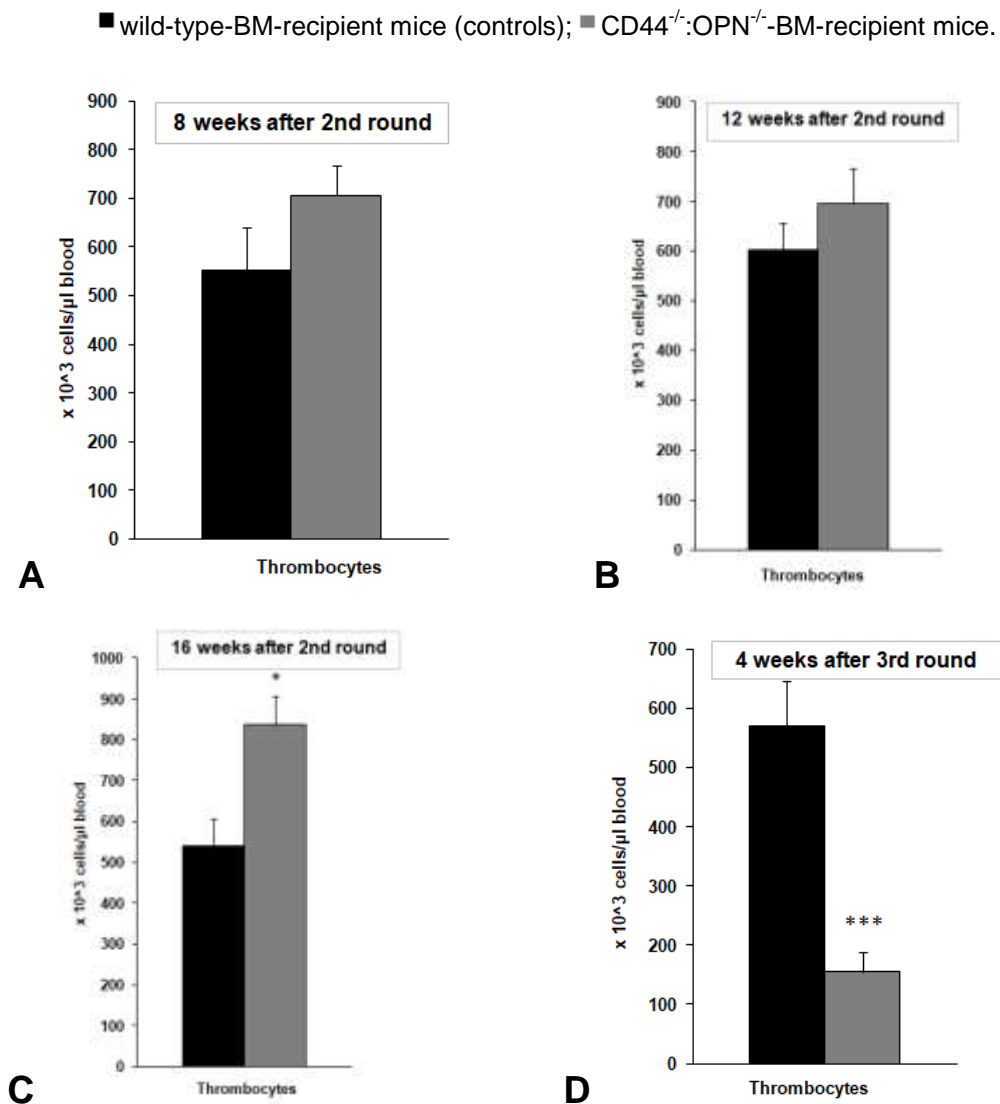 ■ wild-type-BM-recipient mice (controls); ■ CD44-/-:OPN-/--BM-recipient mice.
8 weeks after 2nd round
900
800
700
600
500
400
300
200
100
0
x 10^3 cells/µl blood
Thrombocytes
A
12 weeks after 2nd round
900
800
700
600
500
400
300
200
100
0
x 10^3 cells/µl blood
Thrombocytes
B
16 weeks after 2nd round
1000
900
800
700
600
500
400
300
200
100
0
x 10^3 cells/µl blood
*
Thrombocytes
C
4 weeks after 3rd round
700
600
500
400
300
200
100
0
x 10^3 cells/µl blood
***
Thrombocytes
D